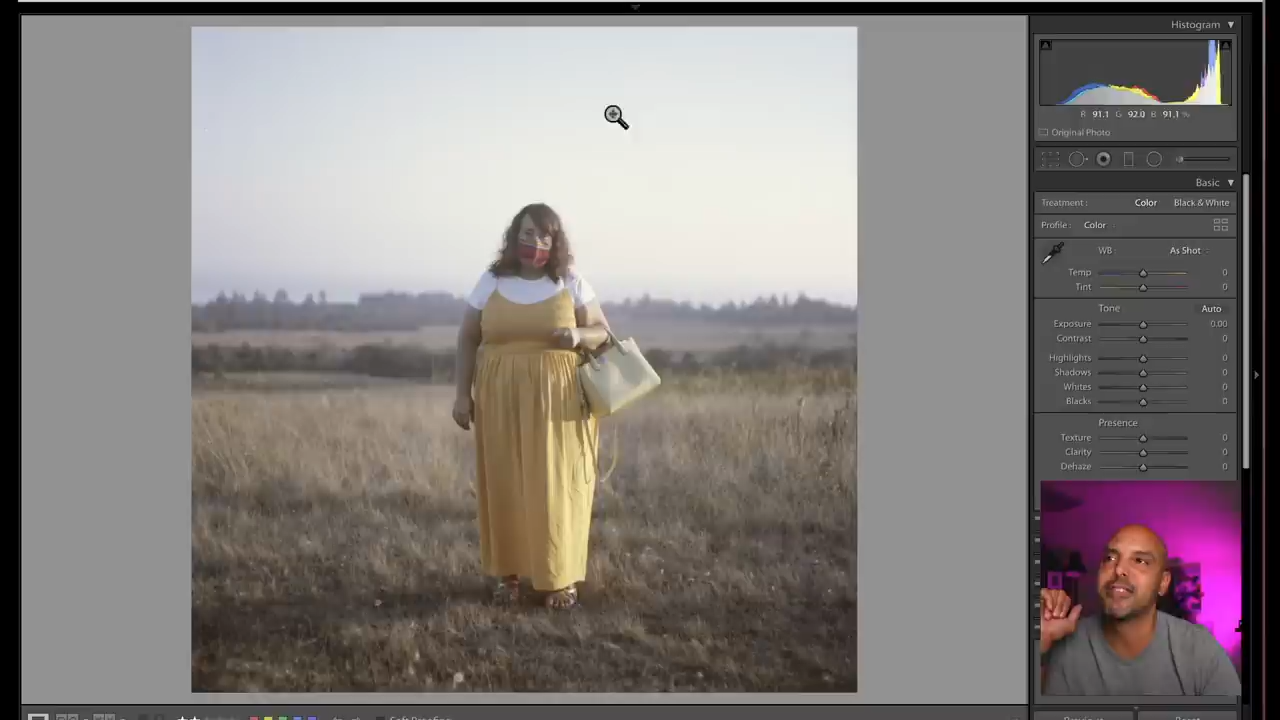 Histogram
R 91.1 G 92.0 B 91.1 %
Original Photo
Basic
Treatment : Color Black & White
Profile : Color
WB : As Shot
Temp 0
Tint 0
Tone Auto
Exposure 0.00
Contrast 0
Highlights 0
Shadows 0
Whites 0
Blacks 0
Presence
Texture 0
Clarity 0
Dehaze 0
Soft Proofing